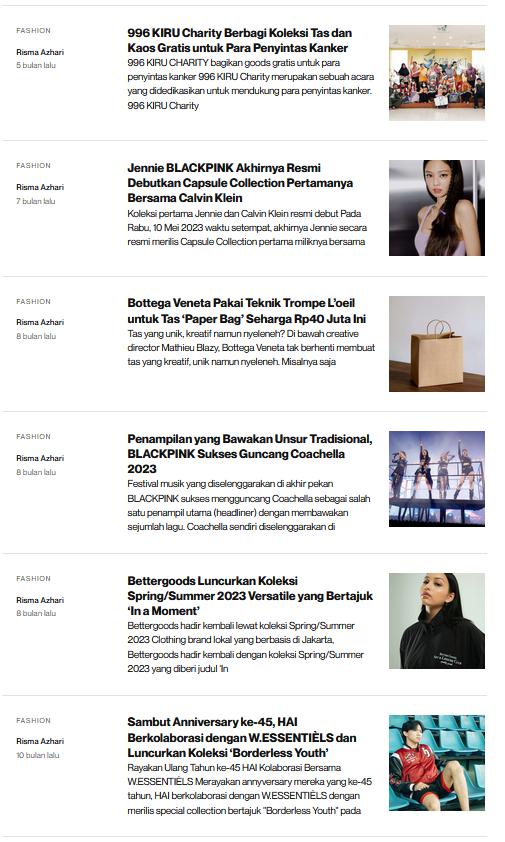 FASHION
Risma Azhari
5 bulan lalu
996 KIRU Charity Berbagi Koleksi Tas dan
Kaos Gratis untuk Para Penyintas Kanker
996 KIRU CHARITY bagikan goods gratis untuk para
penyintas kanker 996 KIRU Charity merupakan sebuah acara
yang didedikasikan untuk mendukung para penyintas kanker.
996 KIRU Charity
FASHION
Risma Azhari
7 bulan lalu
Jennie BLACKPINK Akhirnya Resmi
Debutkan Capsule Collection Pertamanya
Bersama Calvin Klein
Koleksi pertama Jennie dan Calvin Klein resmi debut Pada
Rabu, 10 Mei 2023 waktu setempat, akhirnya Jennie secara
resmi merilis Capsule Collection pertama miliknya bersama
FASHION
Risma Azhari
8 bulan lalu
Bottega Veneta Pakai Teknik Trompe L’oeil
untuk Tas ‘Paper Bag’ Seharga Rp40 Juta Ini
Tas yang unik, kreatif namun nyeleneh? Di bawah creative
director Mathieu Blazy, Bottega Veneta tak berhenti membuat
tas yang kreatif, unik namun nyeleneh. Misalnya saja
FASHION
Risma Azhari
8 bulan lalu
Penampilan yang Bawakan Unsur Tradisional,
BLACKPINK Sukses Guncang Coachella
2023
Festival musik yang diselenggarakan di akhir pekan
BLACKPINK sukses mengguncang Coachella sebagai salah
satu penampil utama (headliner) dengan membawakan
sejumlah lagu. Coachella sendiri diselenggarakan di
FASHION
Risma Azhari
8 bulan lalu
Bettergoods Luncurkan Koleksi
Spring/Summer 2023 Versatile yang Bertajuk
‘In a Moment’
Bettergoods hadir kembali lewat koleksi Spring/Summer
2023 Clothing brand lokal yang berbasis di Jakarta,
Bettergoods hadir kembali dengan koleksi Spring/Summer
2023 yang diberi judul 'In
FASHION
Risma Azhari
10 bulan lalu
Sambut Anniversary ke-45, HAI
Berkolaborasi dengan W.ESSENTIËLS dan
Luncurkan Koleksi ‘Borderless Youth’
Rayakan Ulang Tahun ke-45 HAI Kolaborasi Bersama
W.ESSENTIËLS Merayakan annyversary mereka yang ke-45
tahun, HAI berkolaborasi dengan W.ESSENTIËLS dengan
merilis special collection bertajuk "Borderless Youth" pada